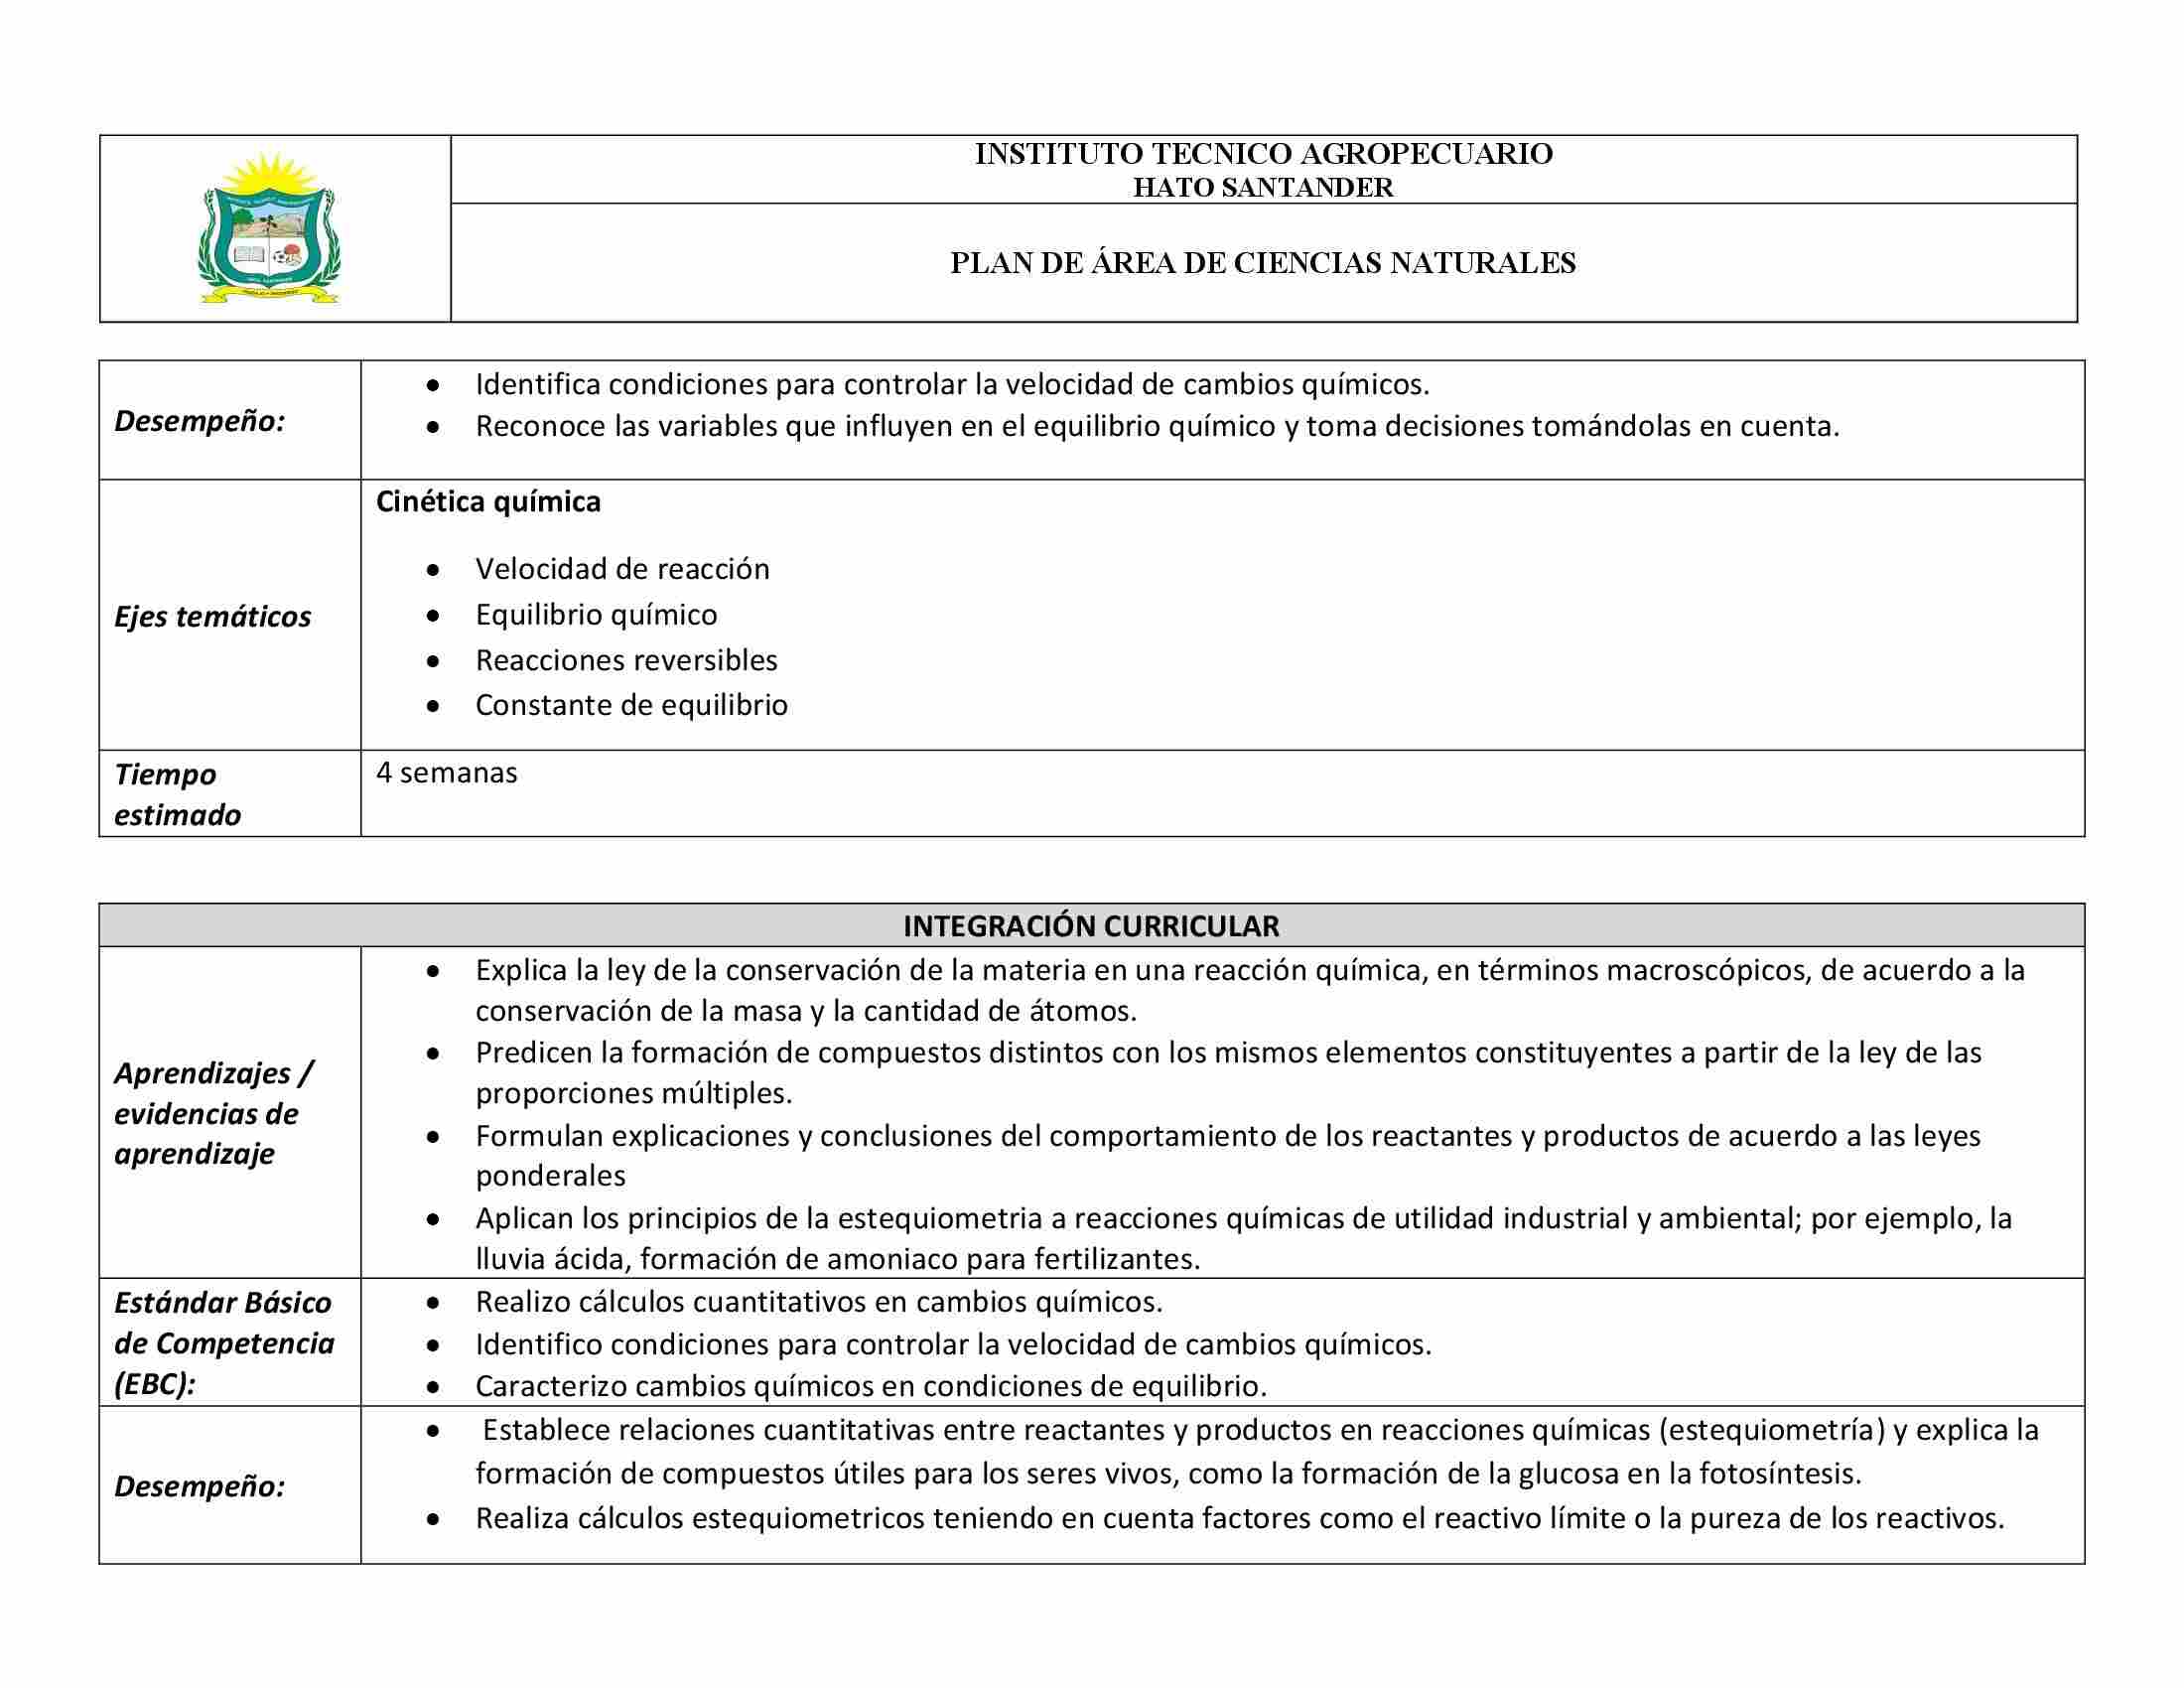 INSTITUTO TECNICO AGROPECUARIO
HATO SANTANDER
PLAN DE ÁREA DE CIENCIAS NATURALES
Desempeño:
• Identifica condiciones para controlar la velocidad de cambios químicos.
• Reconoce las variables que influyen en el equilibrio químico y toma decisiones tomándolas en cuenta.
Ejes temáticos
Cinética química
• Velocidad de reacción
• Equilibrio químico
• Reacciones reversibles
• Constante de equilibrio
Tiempo
estimado
4 semanas
INTEGRACIÓN CURRICULAR
Aprendizajes /
evidencias de
aprendizaje
• Explica la ley de la conservación de la materia en una reacción química, en términos macroscópicos, de acuerdo a la
conservación de la masa y la cantidad de átomos.
• Predicen la formación de compuestos distintos con los mismos elementos constituyentes a partir de la ley de las
proporciones múltiples.
• Formulan explicaciones y conclusiones del comportamiento de los reactantes y productos de acuerdo a las leyes
ponderales
• Aplican los principios de la estequiometria a reacciones químicas de utilidad industrial y ambiental; por ejemplo, la
lluvia ácida, formación de amoniaco para fertilizantes.
Estándar Básico
de Competencia
(EBC):
• Realizo cálculos cuantitativos en cambios químicos.
• Identifico condiciones para controlar la velocidad de cambios químicos.
• Caracterizo cambios químicos en condiciones de equilibrio.
Desempeño:
• Establece relaciones cuantitativas entre reactantes y productos en reacciones químicas (estequiometría) y explica la
formación de compuestos útiles para los seres vivos, como la formación de la glucosa en la fotosíntesis.
• Realiza cálculos estequiometricos teniendo en cuenta factores como el reactivo límite o la pureza de los reactivos.